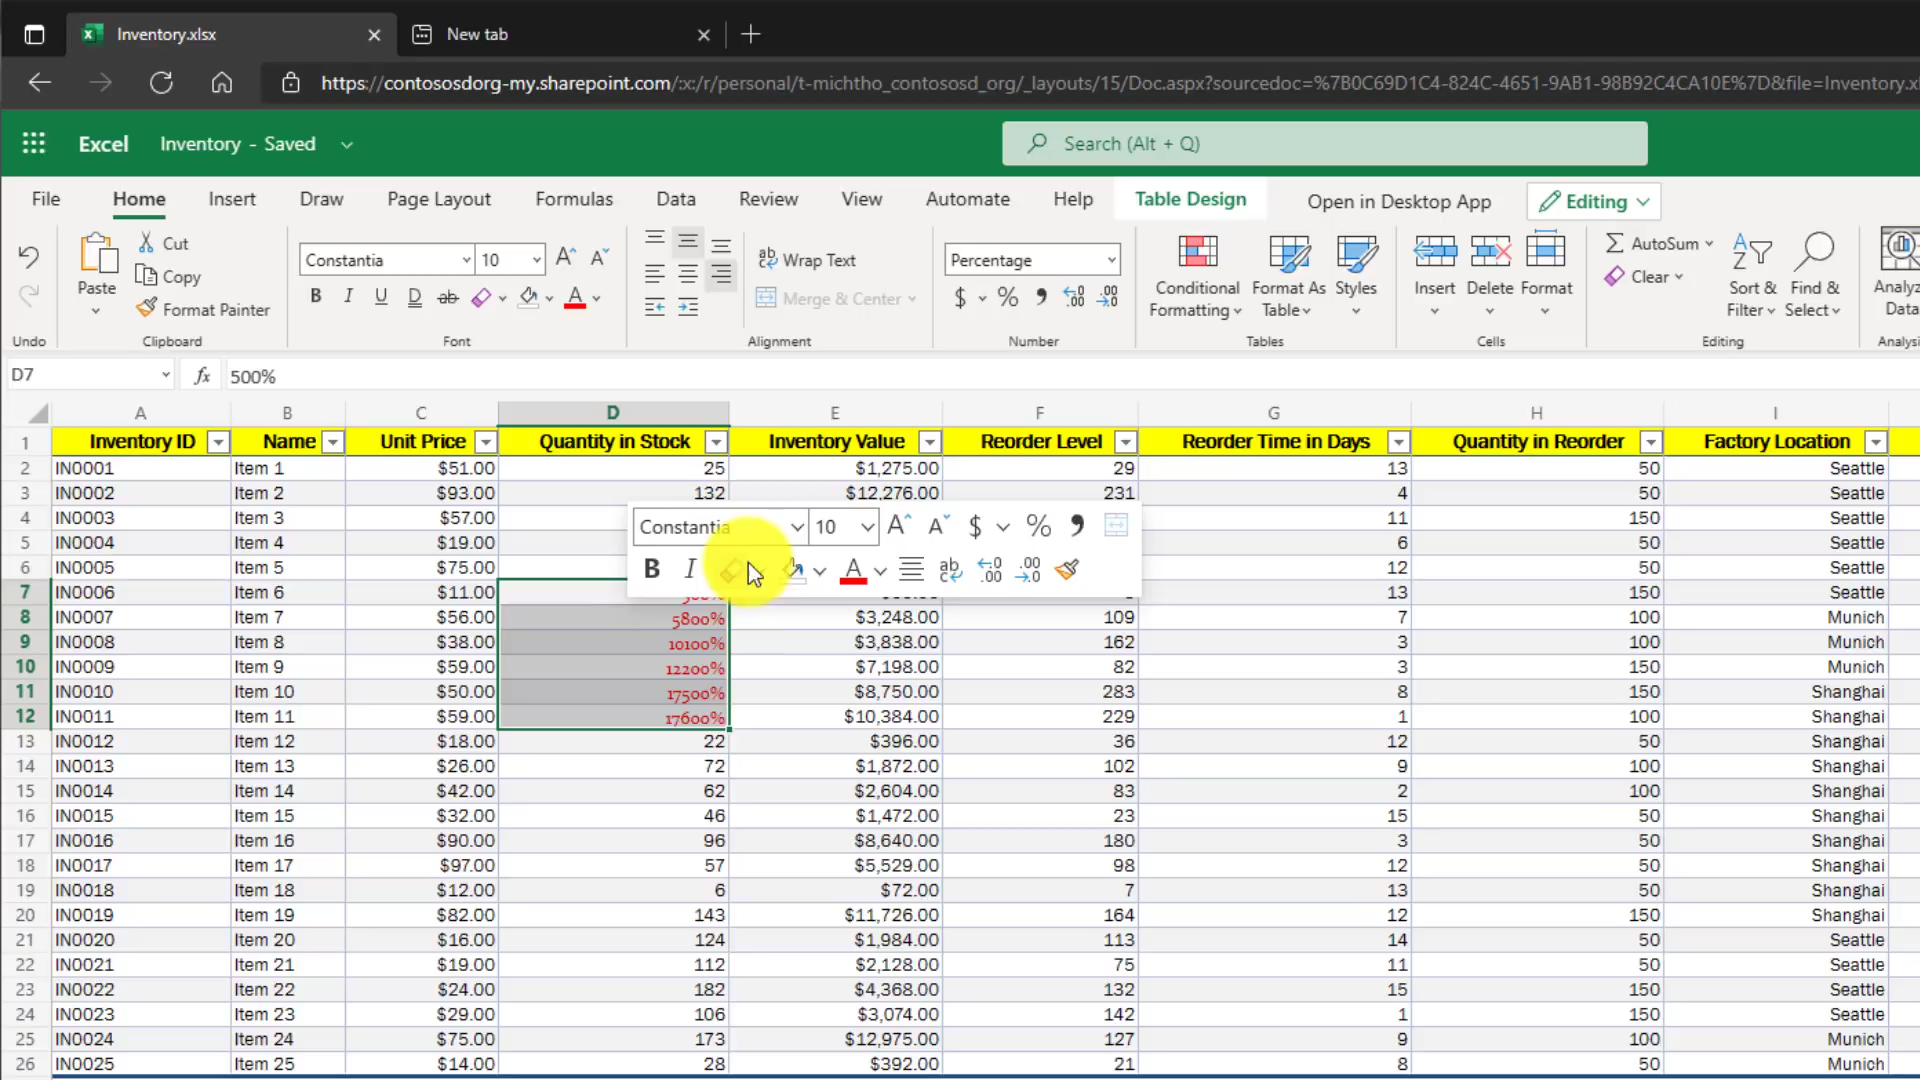 Inventory.xlsx
New tab
https://contososdorg-my.sharepoint.com/:x:/r/personal/t-michtho_contososd_org/_layouts/15/Doc.aspx?sourcedoc=%7B0C69D1C4-824C-4651-9AB1-98B92C4CA10E%7D&file=Inventory.xl
Excel Inventory - Saved
Search (Alt + Q)
File Home Insert Draw Page Layout Formulas Data Review View Automate Help Table Design Open in Desktop App Editing
Paste
Cut
Copy
Format Painter
Constantia 10
Wrap Text
Merge & Center
Percentage
Conditional Formatting
Format As Table
Styles
Insert Delete Format
AutoSum
Clear
Sort & Filter
Find & Select
Analyz
Data
Undo Clipboard Font Alignment Number Tables Cells Editing Analysi
D7 fx 500%
A B C D E F G H I
1 Inventory ID Name Unit Price Quantity in Stock Inventory Value Reorder Level Reorder Time in Days Quantity in Reorder Factory Location
2 IN0001 Item 1 $51.00 25 $1,275.00 29 13 50 Seattle
3 IN0002 Item 2 $93.00 132 $12,276.00 231 4 50 Seattle
4 IN0003 Item 3 $57.00 11 150 Seattle
5 IN0004 Item 4 $19.00 6 50 Seattle
6 IN0005 Item 5 $75.00 12 50 Seattle
7 IN0006 Item 6 $11.00 13 150 Seattle
Constantia 10
8 IN0007 Item 7 $56.00 5800% $3,248.00 109 7 100 Munich
9 IN0008 Item 8 $38.00 10100% $3,838.00 162 3 100 Munich
10 IN0009 Item 9 $59.00 12200% $7,198.00 82 3 150 Munich
11 IN0010 Item 10 $50.00 17500% $8,750.00 283 8 150 Shanghai
12 IN0011 Item 11 $59.00 17600% $10,384.00 229 1 100 Shanghai
13 IN0012 Item 12 $18.00 22 $396.00 36 12 50 Shanghai
14 IN0013 Item 13 $26.00 72 $1,872.00 102 9 100 Shanghai
15 IN0014 Item 14 $42.00 62 $2,604.00 83 2 100 Shanghai
16 IN0015 Item 15 $32.00 46 $1,472.00 23 15 50 Shanghai
17 IN0016 Item 16 $90.00 96 $8,640.00 180 3 50 Shanghai
18 IN0017 Item 17 $97.00 57 $5,529.00 98 12 50 Shanghai
19 IN0018 Item 18 $12.00 6 $72.00 7 13 50 Shanghai
20 IN0019 Item 19 $82.00 143 $11,726.00 164 12 150 Shanghai
21 IN0020 Item 20 $16.00 124 $1,984.00 113 14 50 Seattle
22 IN0021 Item 21 $19.00 112 $2,128.00 75 11 50 Seattle
23 IN0022 Item 22 $24.00 182 $4,368.00 132 15 150 Seattle
24 IN0023 Item 23 $29.00 106 $3,074.00 142 1 150 Seattle
25 IN0024 Item 24 $75.00 173 $12,975.00 127 9 100 Munich
26 IN0025 Item 25 $14.00 28 $392.00 21 8 50 Munich